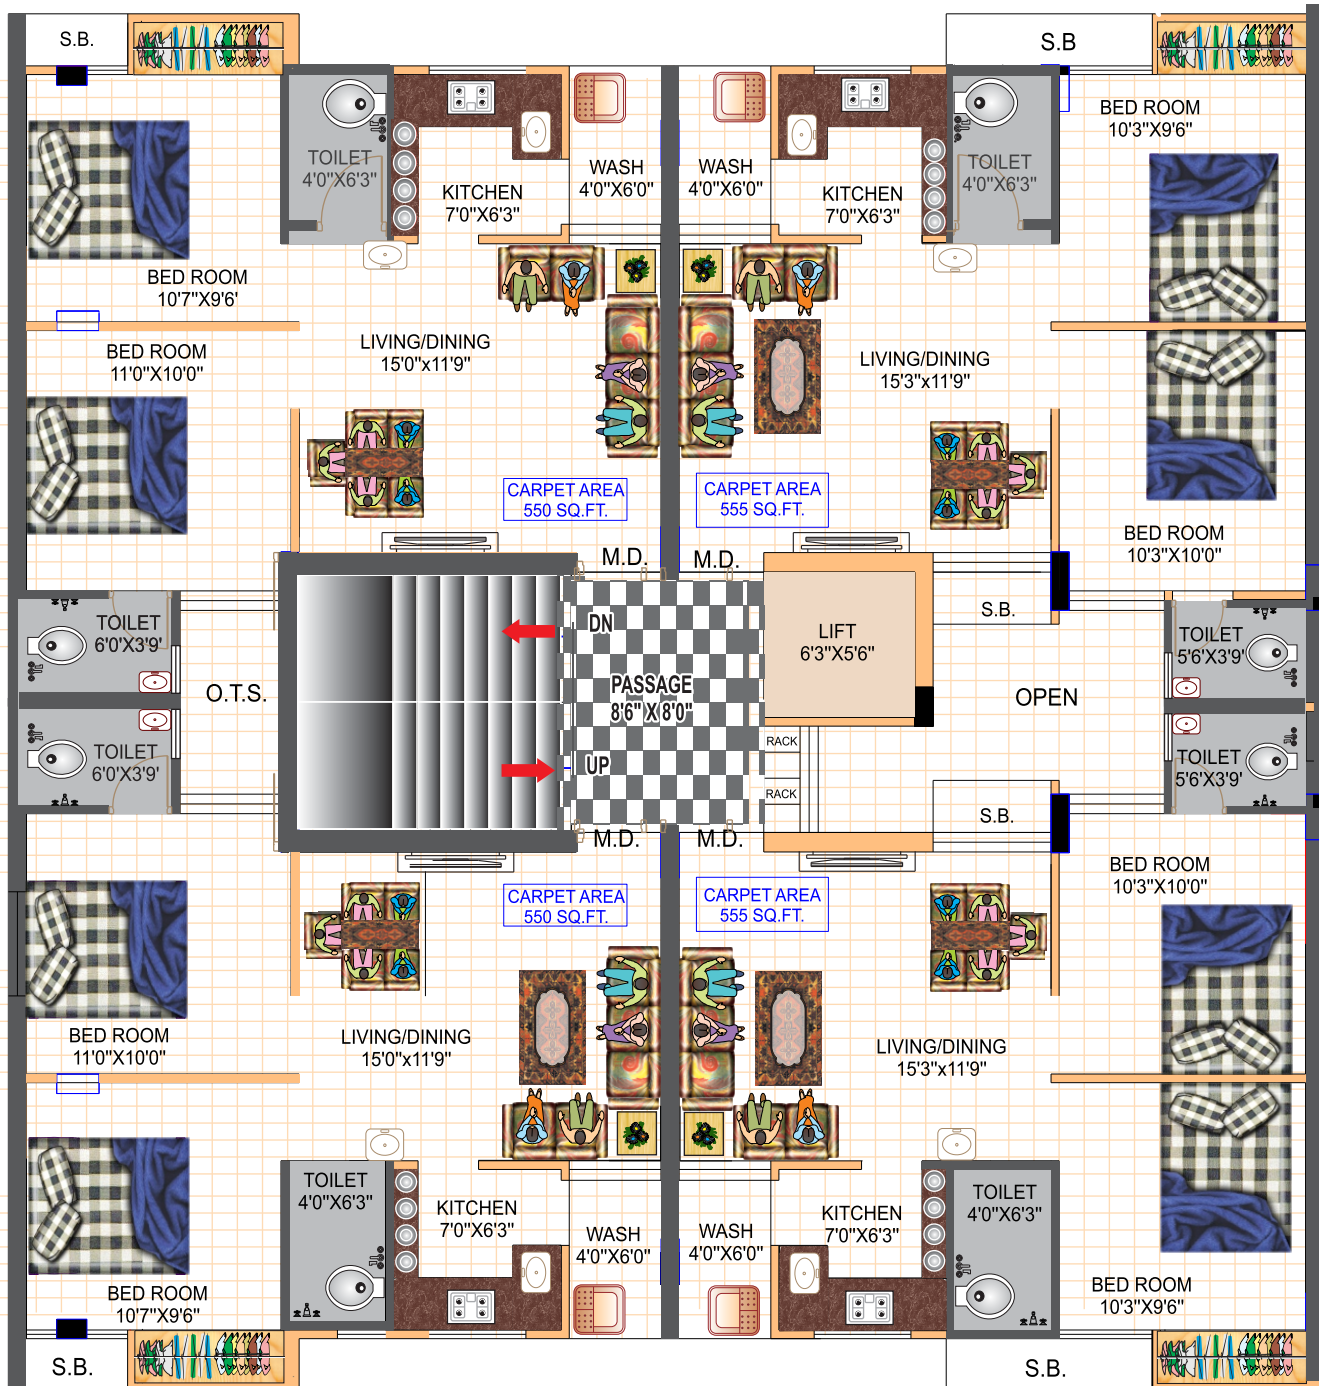 S.B.
S.B
BED ROOM
10'3"X9'6"
TOILET
4'0"X6'3"
WASH
4'0"X6'0"
WASH
4'0"X6'0"
TOILET
4'0"X6'3"
KITCHEN
7'0"X6'3"
KITCHEN
7'0"X6'3"
BED ROOM
10'7"X9'6'
BED ROOM
11'0"X10'0"
LIVING/DINING
15'0"x11'9"
LIVING/DINING
15'3"x11'9"
CARPET AREA
550 SQ.FT.
CARPET AREA
555 SQ.FT.
BED ROOM
10'3"X10'0"
M.D.
M.D.
TOILET
6'0'X3'9'
DN
LIFT
6'3"X5'6"
S.B.
TOILET
5'6"X3'9'
O.T.S.
PASSAGE
8'6" X 8'0"
OPEN
RACK
TOILET
6'0'X3'9'
UP
TOILET
5'6"X3'9'
RACK
S.B.
M.D.
M.D.
BED ROOM
10'3"X10'0"
CARPET AREA
550 SQ.FT.
CARPET AREA
555 SQ.FT.
BED ROOM
11'0"X10'0"
LIVING/DINING
15'0"x11'9"
LIVING/DINING
15'3"x11'9"
TOILET
4'0"X6'3"
TOILET
4'0"X6'3"
KITCHEN
7'0"X6'3"
WASH
4'0"X6'0"
WASH
4'0"X6'0"
KITCHEN
7'0"X6'3"
BED ROOM
10'7"X9'6"
BED ROOM
10'3"X9'6"
S.B.
S.B.